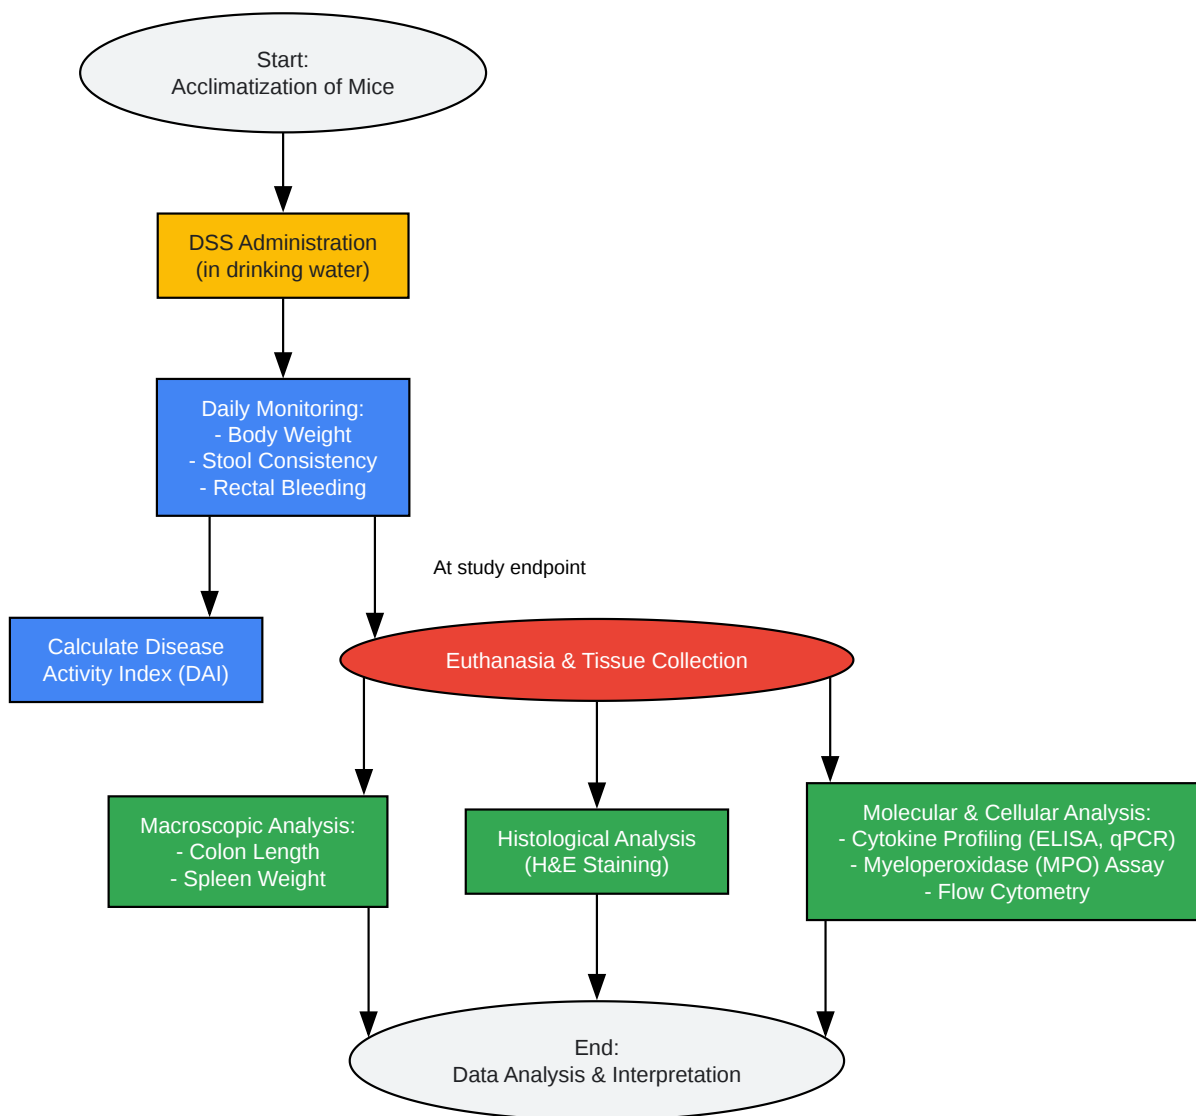 Start:
Acclimatization of Mice
DSS Administration
(in drinking water)
Daily Monitoring:
- Body Weight
- Stool Consistency
- Rectal Bleeding
At study endpoint
Calculate Disease
Activity Index (DAI)
Euthanasia & Tissue Collection
Macroscopic Analysis:
- Colon Length
- Spleen Weight
Histological Analysis
(H&E Staining)
Molecular & Cellular Analysis:
- Cytokine Profiling (ELISA, qPCR)
- Myeloperoxidase (MPO) Assay
- Flow Cytometry
End:
Data Analysis & Interpretation